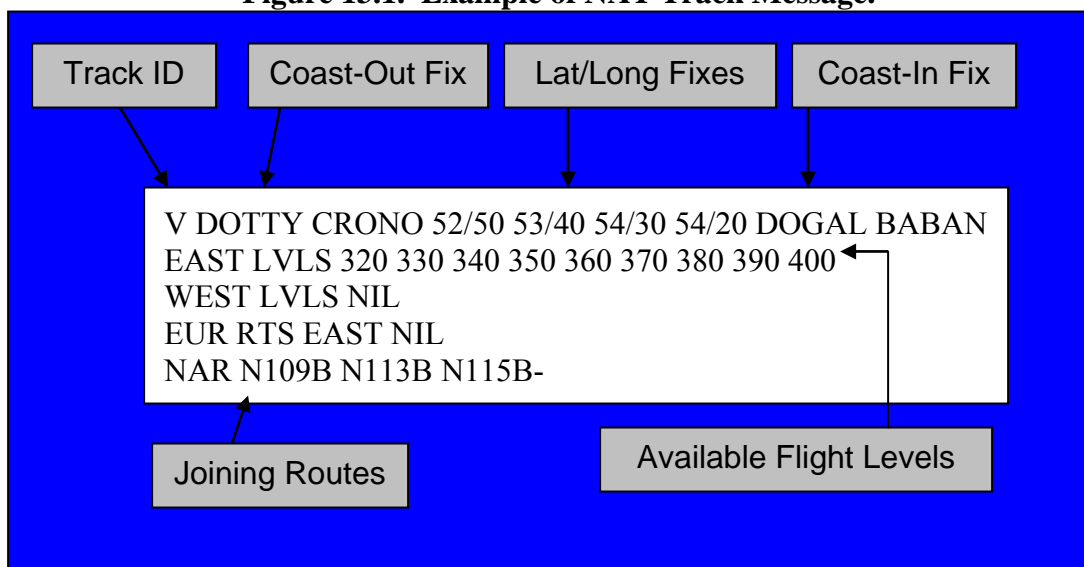 Figure 13.1. Example of NAT Track Message.
Track ID
Coast-Out Fix
Lat/Long Fixes
Coast-In Fix
V DOTTY CRONO 52/50 53/40 54/30 54/20 DOGAL BABAN
EAST LVLS 320 330 340 350 360 370 380 390 400
WEST LVLS NIL
EUR RTS EAST NIL
NAR N109B N113B N115B-
Joining Routes
Available Flight Levels